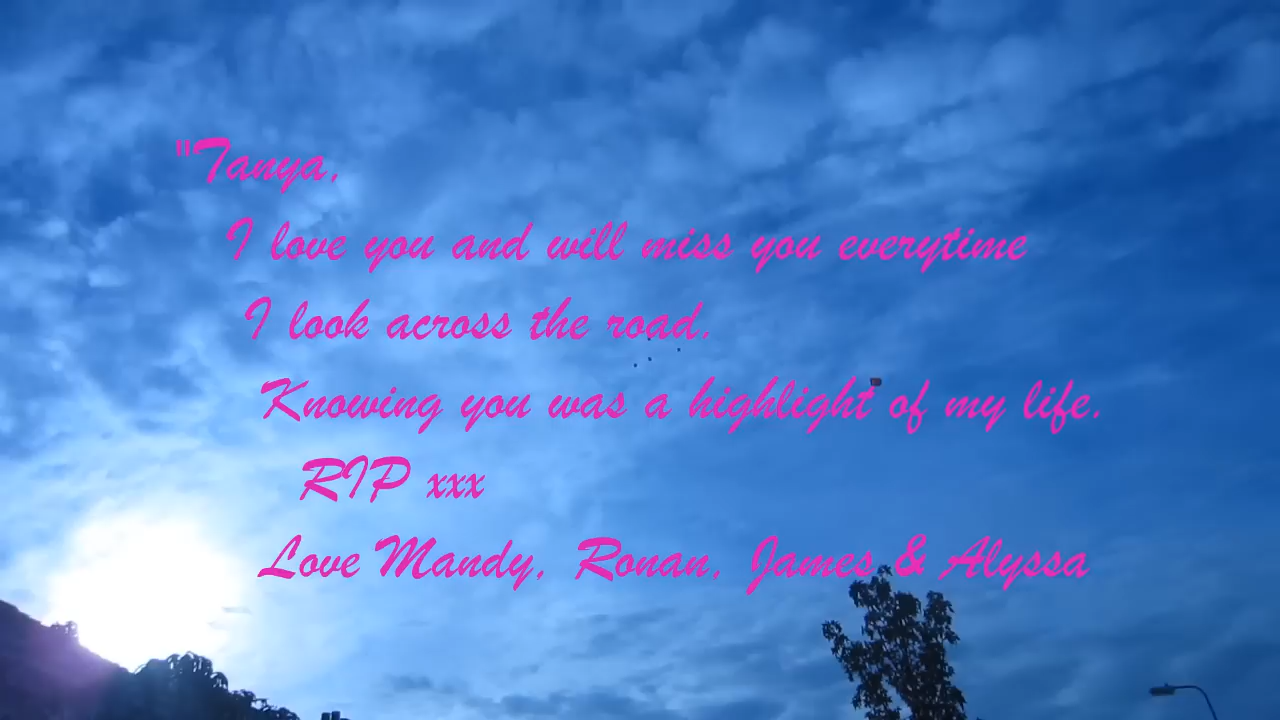 "Tanya,
I love you and will miss you everytime
I look across the road.
Knowing you was a highlight of my life.
RIP xxx
Love Mandy, Ronan, James & Alyssa